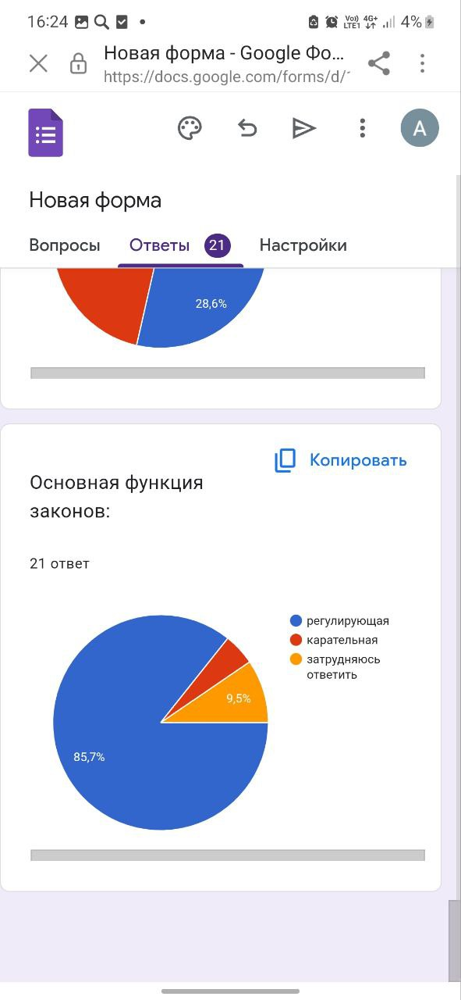 16:24
Vo)) 4G+
LTE1
4%
Новая форма - Google Фо...
https://docs.google.com/forms/d/
A
Новая форма
Вопросы Ответы 21 Настройки
28,6%
Копировать
Основная функция
законов:
21 ответ
регулирующая
карательная
затрудняюсь
ответить
9,5%
85,7%